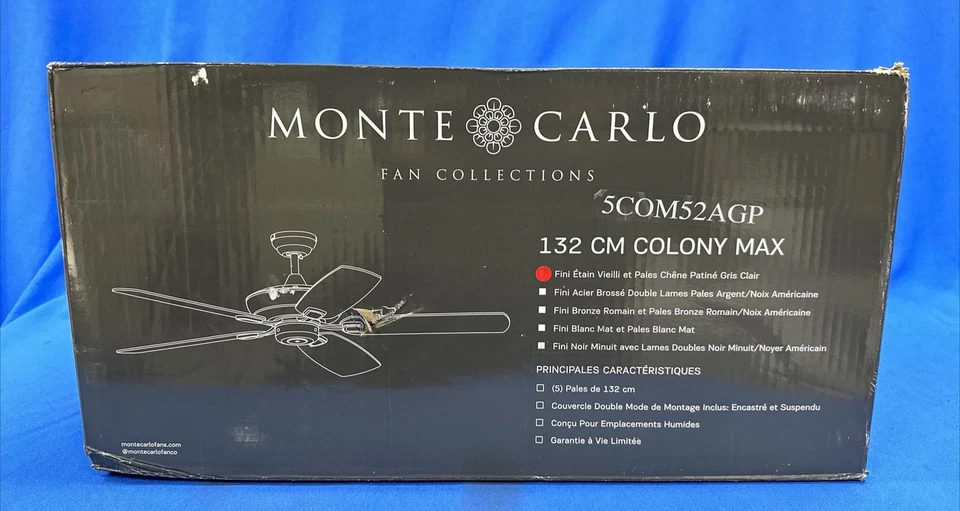 MONTE CARLO
FAN COLLECTIONS
5COM52AGP
132 CM COLONY MAX
Fini Étain Vieilli et Pales Chêne Patiné Gris Clair
Fini Acier Brossé Double Lames Pales Argent/Noix Américaine
Fini Bronze Romain et Pales Bronze Romain/Noix Américaine
Fini Blanc Mat et Pales Blanc Mat
Fini Noir Minuit avec Lames Doubles Noir Minuit/Noyer Américain
PRINCIPALES CARACTÉRISTIQUES
(5) Pales de 132 cm
Couvercle Double Mode de Montage Inclus: Encastré et Suspendu
Conçu Pour Emplacements Humides
Garantie à Vie Limitée
montecarlofans.com
@montecarlofanco